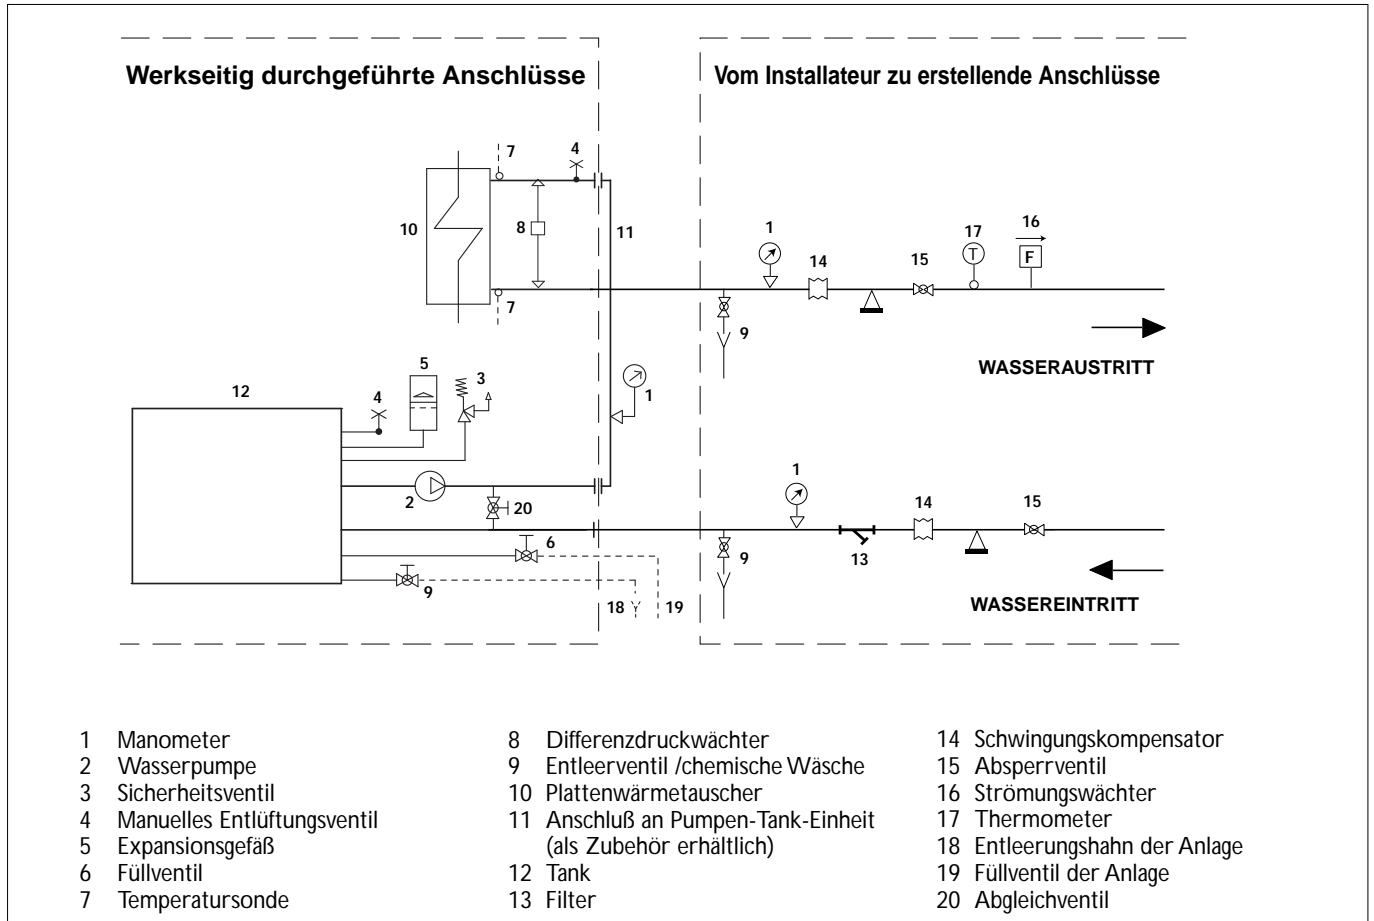 Werkseitig durchgeführte Anschlüsse
Vom Installateur zu erstellende Anschlüsse
7
4
10
8
11
7
1
14
15
17
T
16
F
9
WASSERAUSTRITT
12
5
3
4
1
2
20
6
9
18
19
1
14
15
13
9
WASSEREINTRITT
1 Manometer
2 Wasserpumpe
3 Sicherheitsventil
4 Manuelles Entlüftungsventil
5 Expansionsgefäß
6 Füllventil
7 Temperatursonde
8 Differenzdruckwächter
9 Entleerventil /chemische Wäsche
10 Plattenwärmetauscher
11 Anschluß an Pumpen-Tank-Einheit
(als Zubehör erhältlich)
12 Tank
13 Filter
14 Schwingungskompensator
15 Absperrventil
16 Strömungswächter
17 Thermometer
18 Entleerungshahn der Anlage
19 Füllventil der Anlage
20 Abgleichventil